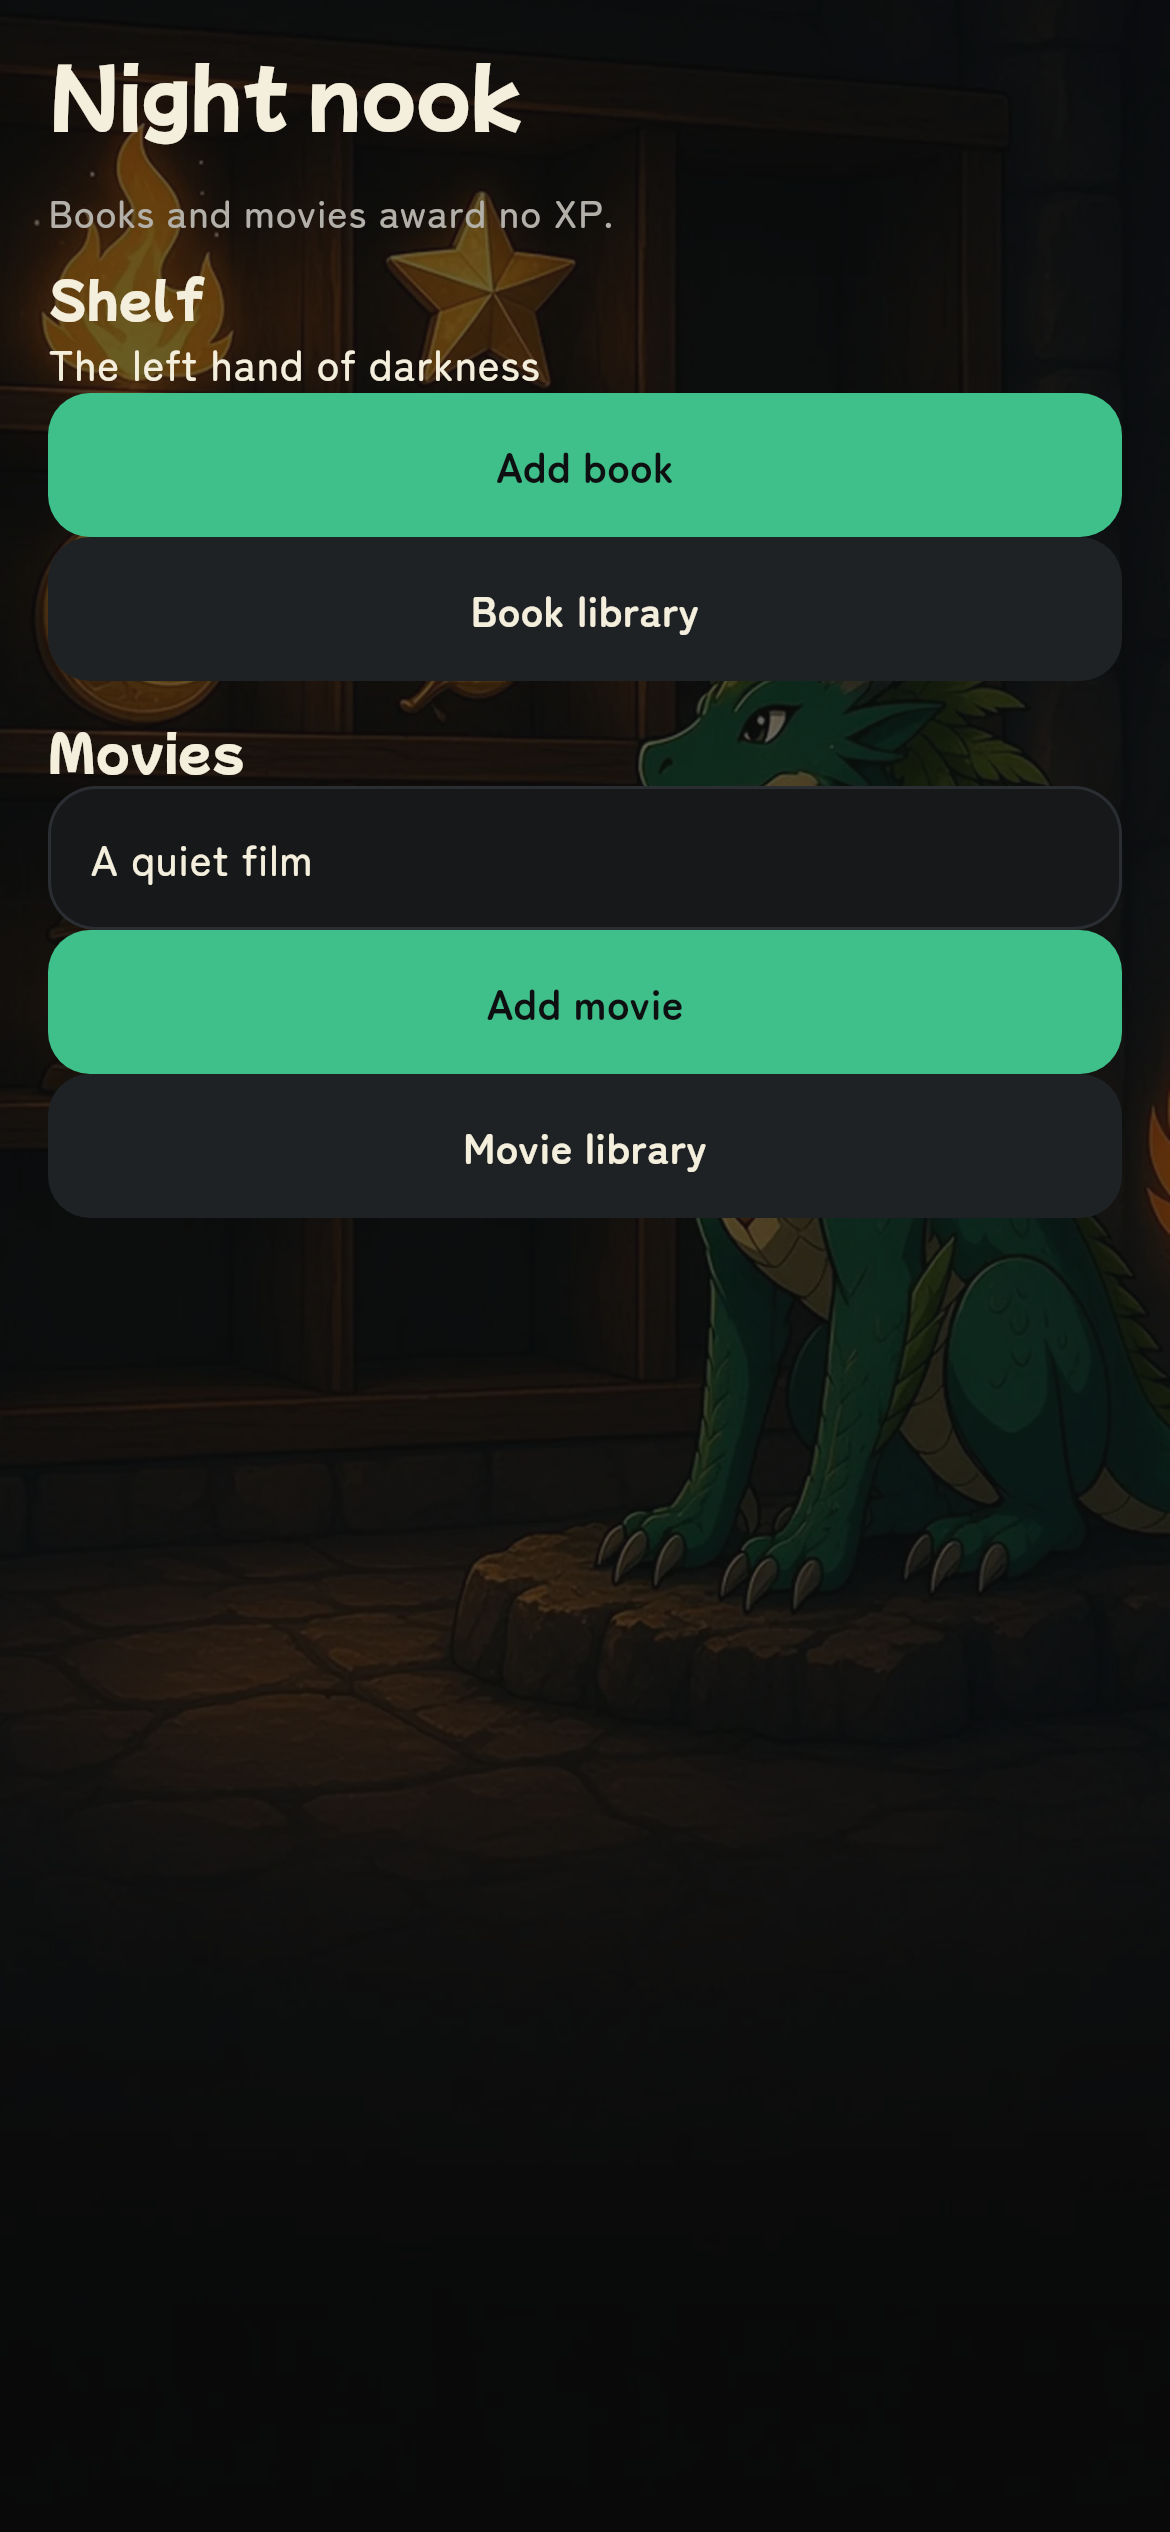 Night nook
Books and movies award no XP.
Shelf
The left hand of darkness
Add book
Book library
Movies
A quiet film
Add movie
Movie library